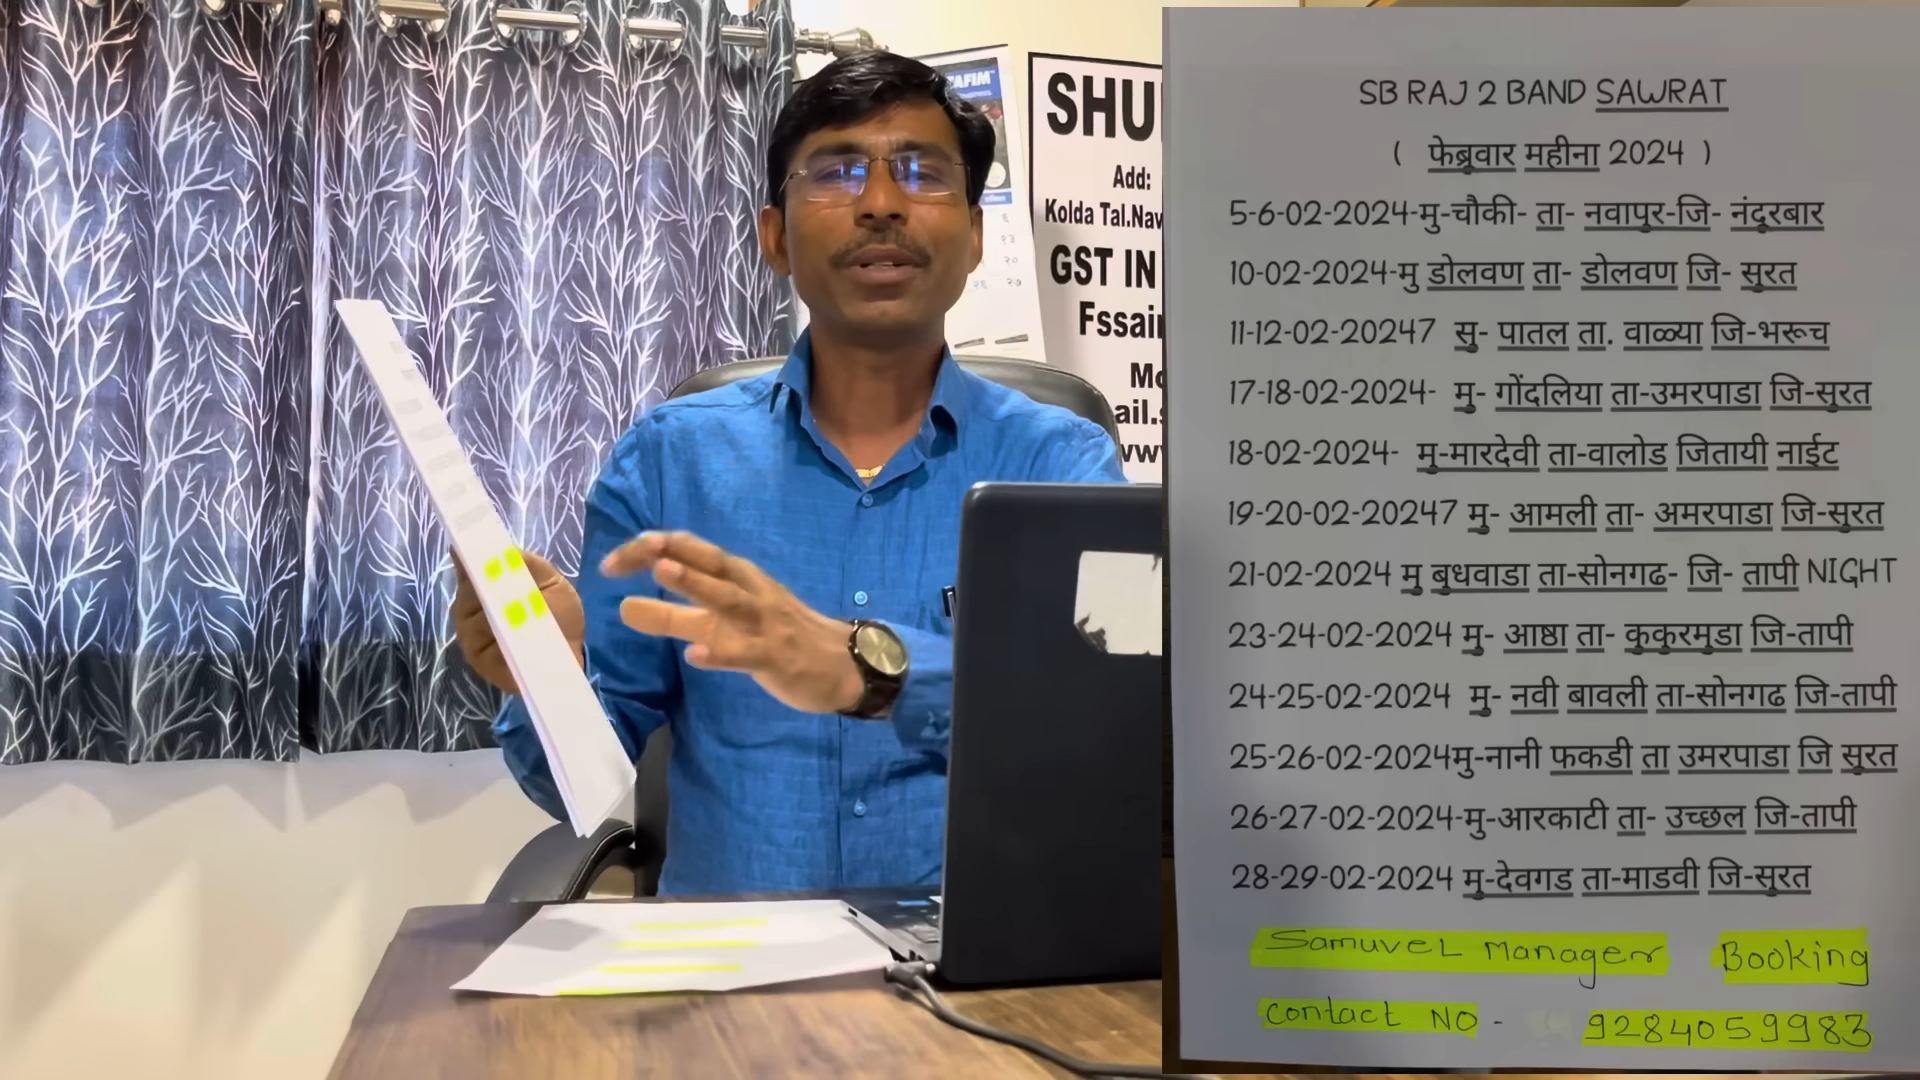 TAFIM
SHU
Add:
Kolda Tal.Nav
GST IN
Fssai
Mo
ail.s
www
SB RAJ 2 BAND SAWRAT
( फेब्रुवार महीना 2024 )
5-6-02-2024-मु-चौकी- ता- नवापूर-जि- नंदूरबार
10-02-2024-मु डोलवण ता- डोलवण जि- सूरत
11-12-02-20247 सु- पातल ता. वाळ्या जि-भरूच
17-18-02-2024- मु- गोंदलिया ता-उमरपाडा जि-सूरत
18-02-2024- मु-मारदेवी ता-वालोड जितायी नाईट
19-20-02-20247 मु- आमली ता- अमरपाडा जि-सूरत
21-02-2024 मु बूधवाडा ता-सोनगढ- जि- तापी NIGHT
23-24-02-2024 मु- आष्ठा ता- कुकुरमुडा जि-तापी
24-25-02-2024 मु- नवी बावली ता-सोनगढ जि-तापी
25-26-02-2024मु-नानी फकडी ता उमरपाडा जि सूरत
26-27-02-2024-मु-आरकाटी ता- उच्छल जि-तापी
28-29-02-2024 मु-देवगड ता-माडवी जि-सूरत
Samuvel manager Booking
contact NO - 9284059983